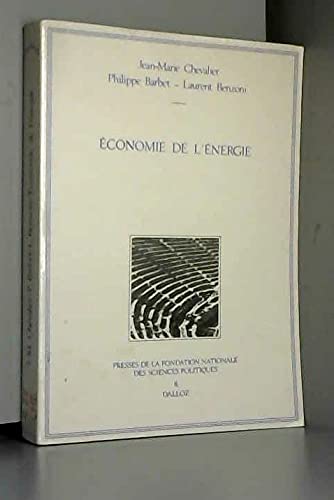 Jean-Marie Chevalier
Philippe Barbet - Laurent Benzoni
ÉCONOMIE DE L'ÉNERGIE
PRESSES DE LA FONDATION NATIONALE
DES SCIENCES POLITIQUES
&
DALLOZ